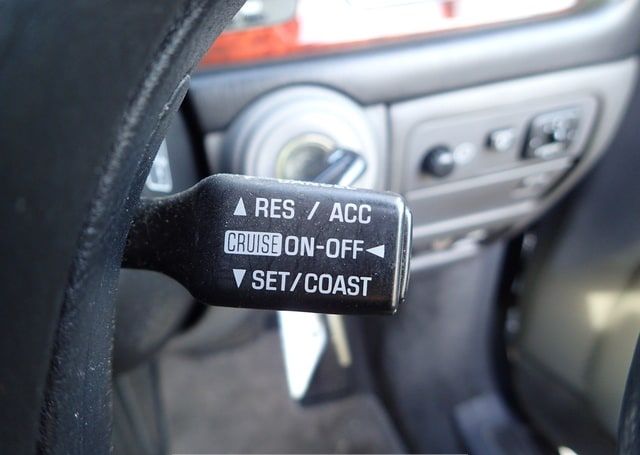 ▲ RES / ACC
CRUISE ON-OFF ◄
▼ SET/COAST